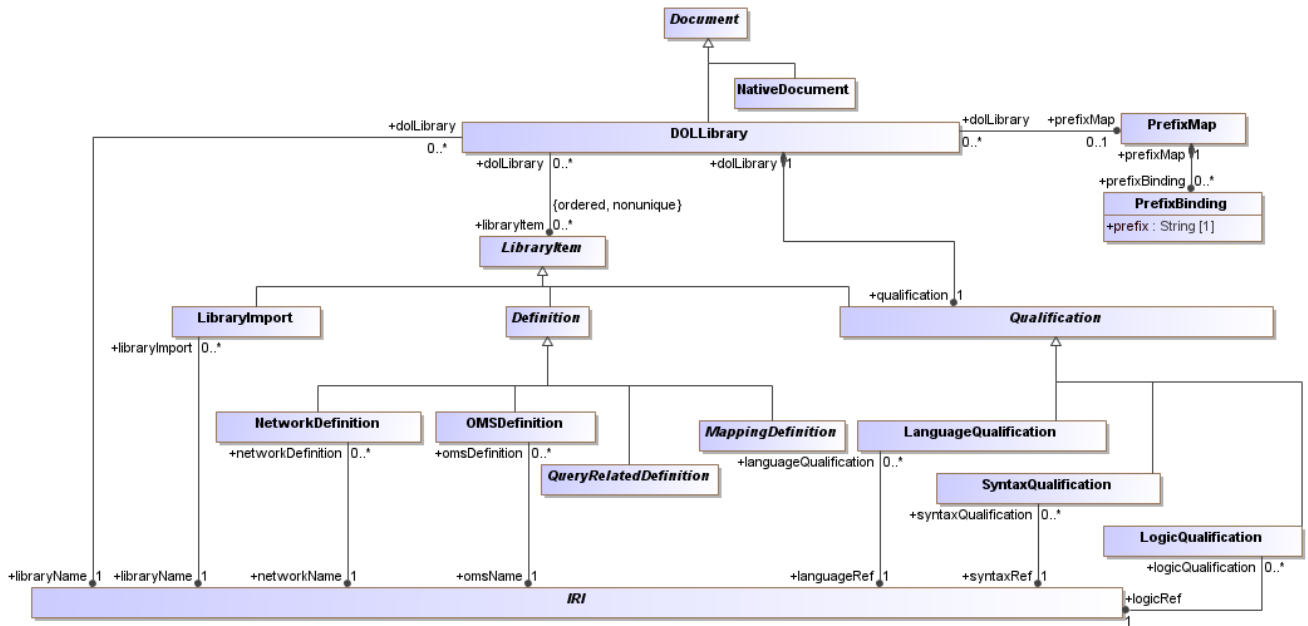 Document
NativeDocument
DOLLibrary
+dolLibrary
0..*
+dolLibrary
0..*
+prefixMap
0..1
PrefixMap
+dolLibrary
0..*
+dolLibrary
1
+prefixMap
1
+prefixBinding
0..*
PrefixBinding
+prefix : String [1]
{ordered, nonunique}
+libraryItem
0..*
LibraryItem
+qualification
1
LibraryImport
Definition
Qualification
+libraryImport
0..*
NetworkDefinition
OMSDefinition
MappingDefinition
LanguageQualification
+networkDefinition
0..*
+omsDefinition
0..*
+languageQualification
0..*
QueryRelatedDefinition
SyntaxQualification
+syntaxQualification
0..*
LogicQualification
+logicQualification
0..*
+libraryName
1
+libraryName
1
+networkName
1
+omsName
1
+languageRef
1
+syntaxRef
1
IRI
+logicRef
1